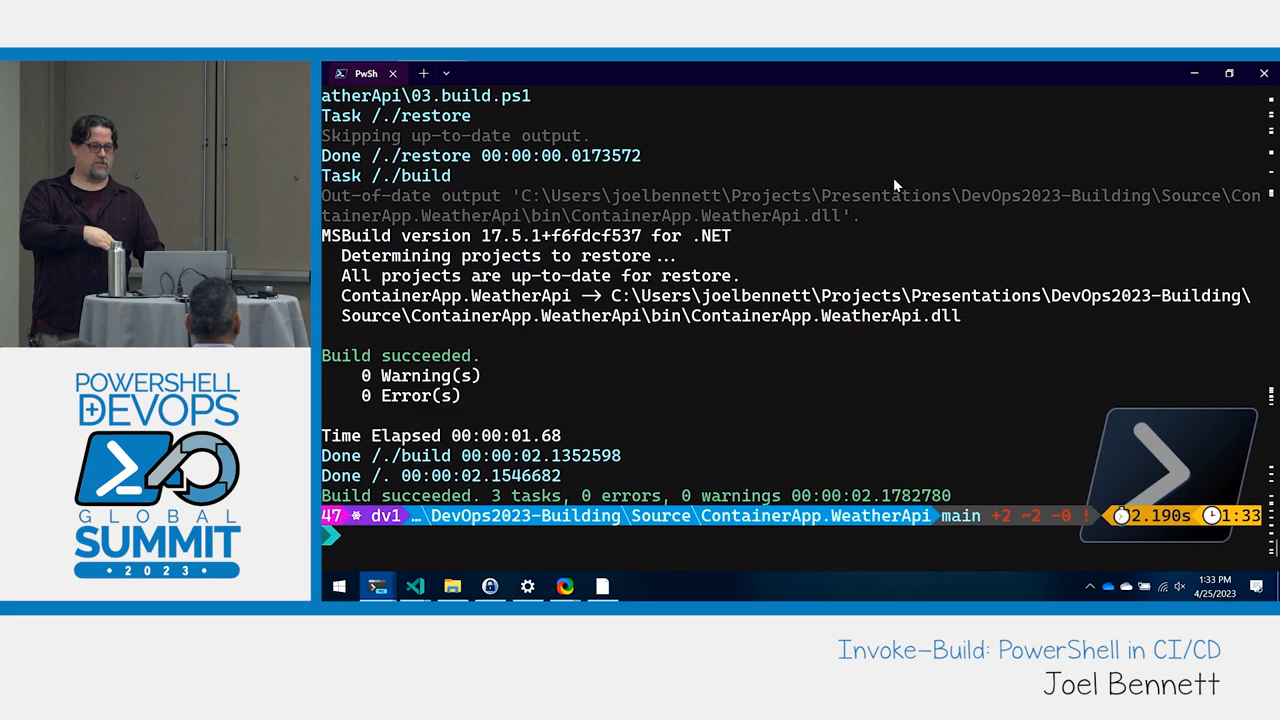 PwSh
atherApi\03.build.ps1
Task /./restore
Skipping up-to-date output.
Done /./restore 00:00:00.0173572
Task /./build
Out-of-date output 'C:\Users\joelbennett\Projects\Presentations\DevOps2023-Building\Source\Con
tainerApp.WeatherApi\bin\ContainerApp.WeatherApi.dll'.
MSBuild version 17.5.1+f6fdcf537 for .NET
Determining projects to restore...
All projects are up-to-date for restore.
ContainerApp.WeatherApi -> C:\Users\joelbennett\Projects\Presentations\DevOps2023-Building\
Source\ContainerApp.WeatherApi\bin\ContainerApp.WeatherApi.dll
Build succeeded.
0 Warning(s)
0 Error(s)
Time Elapsed 00:00:01.68
Done /./build 00:00:02.1352598
Done /. 00:00:02.1546682
Build succeeded. 3 tasks, 0 errors, 0 warnings 00:00:02.1782780
47 ⎈ dv1 …\DevOps2023-Building\Source\ContainerApp.WeatherApi main +2 ~2 -0 ! 2.190s 1:33
1:33 PM
4/25/2023
POWERSHELL
+DEVOPS
GLOBAL
SUMMIT
• 2023 •
Invoke-Build: PowerShell in CI/CD
Joel Bennett